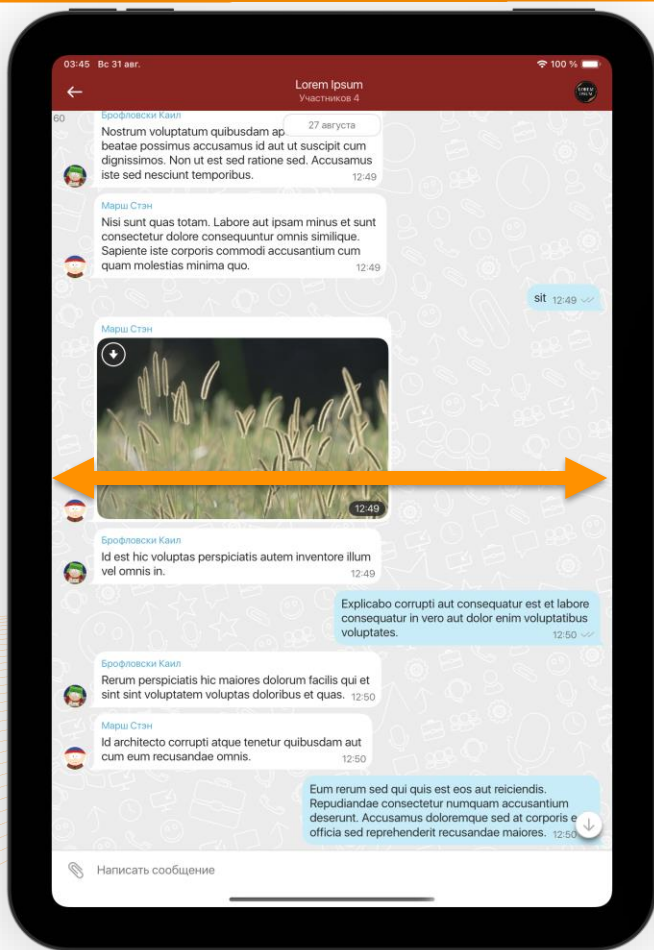 03:45 Вс 31 авг.
100 %
Lorem Ipsum
Участников 4
60
Брофловски Каил
27 августа
Nostrum voluptatum quibusdam ap
beatae possimus accusamus id aut ut suscipit cum
dignissimos. Non ut est sed ratione sed. Accusamus
iste sed nesciunt temporibus. 12:49
Марш Стэн
Nisi sunt quas totam. Labore aut ipsam minus et sunt
consectetur dolore consequuntur omnis similique.
Sapiente iste corporis commodi accusantium cum
quam molestias minima quo. 12:49
sit 12:49
Марш Стэн
12:49
Брофловски Каил
Id est hic voluptas perspiciatis autem inventore illum
vel omnis in. 12:49
Explicabo corrupti aut consequatur est et labore
consequatur in vero aut dolor enim voluptatibus
voluptates. 12:50
Брофловски Каил
Rerum perspiciatis hic maiores dolorum facilis qui et
sint sint voluptatem voluptas doloribus et quas. 12:50
Марш Стэн
Id architecto corrupti atque tenetur quibusdam aut
cum eum recusandae omnis. 12:50
Eum rerum sed qui quis est eos aut reiciendis.
Repudiandae consectetur numquam accusantium
deserunt. Accusamus doloremque sed at corporis e
officia sed reprehenderit recusandae maiores. 12:50
Написать сообщение